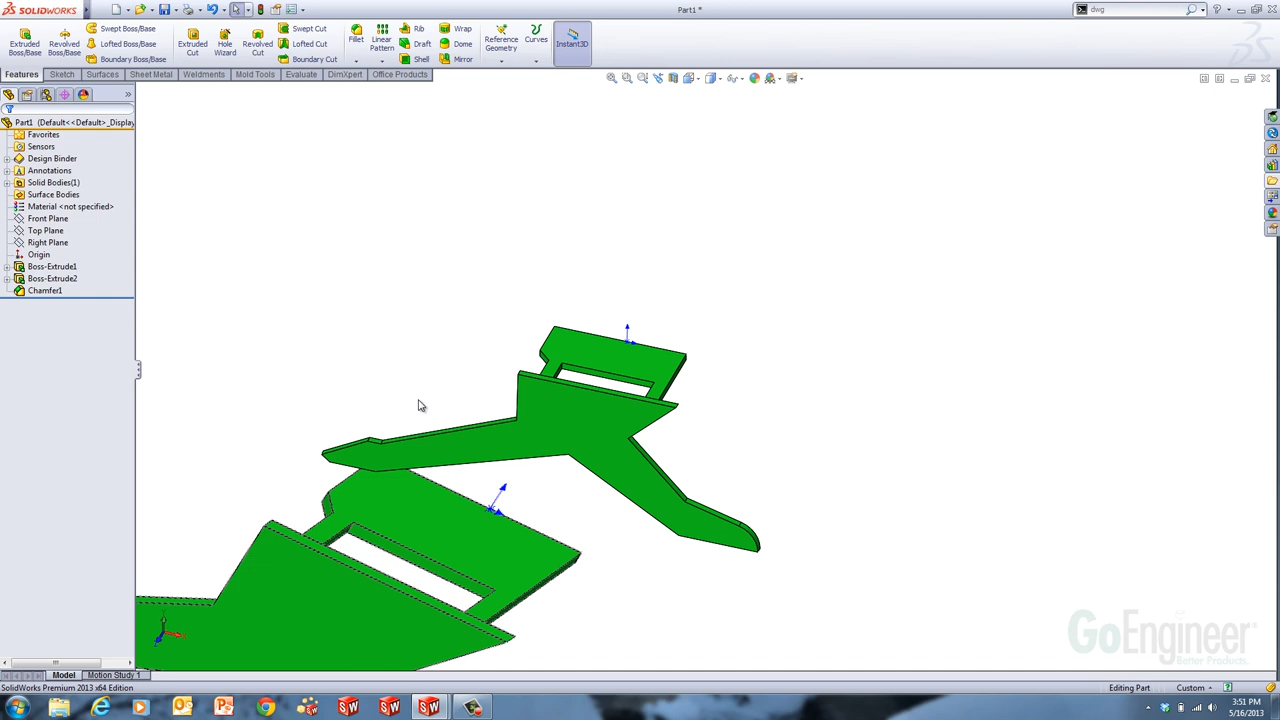 SOLIDWORKS
Part1 *
dwg
Extruded Boss/Base
Revolved Boss/Base
Swept Boss/Base
Lofted Boss/Base
Boundary Boss/Base
Extruded Cut
Hole Wizard
Revolved Cut
Swept Cut
Lofted Cut
Boundary Cut
Fillet
Linear Pattern
Rib
Draft
Shell
Wrap
Dome
Mirror
Reference Geometry
Curves
Instant3D
Features
Sketch
Surfaces
Sheet Metal
Weldments
Mold Tools
Evaluate
DimXpert
Office Products
Part1 (Default<<Default>_Display
Favorites
Sensors
Design Binder
Annotations
Solid Bodies(1)
Surface Bodies
Material <not specified>
Front Plane
Top Plane
Right Plane
Origin
Boss-Extrude1
Boss-Extrude2
Chamfer1
GoEngineer
Better Products.
Model
Motion Study 1
SolidWorks Premium 2013 x64 Edition
Editing Part
Custom
3:51 PM
5/16/2013